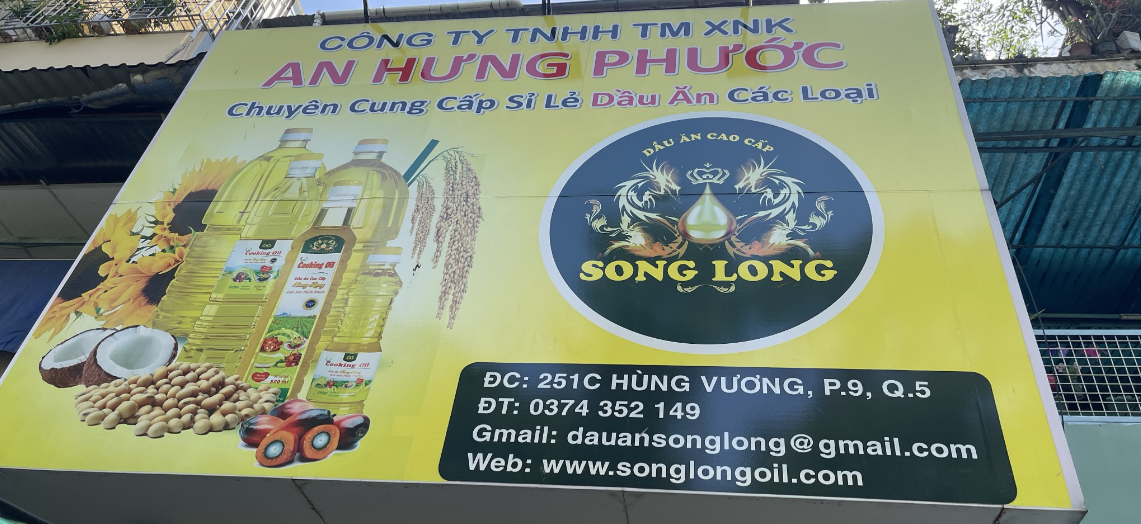 CÔNG TY TNHH TM XNK
AN HƯNG PHƯỚC
Chuyên Cung Cấp Sỉ Lẻ Dầu Ăn Các Loại
DẦU ĂN CAO CẤP
SONG LONG
Cooking Oil
Cooking Oil
Cooking Oil
ĐC: 251C HÙNG VƯƠNG, P.9, Q.5
ĐT: 0374 352 149
Gmail: dauansonglong@gmail.com
Web: www.songlongoil.com